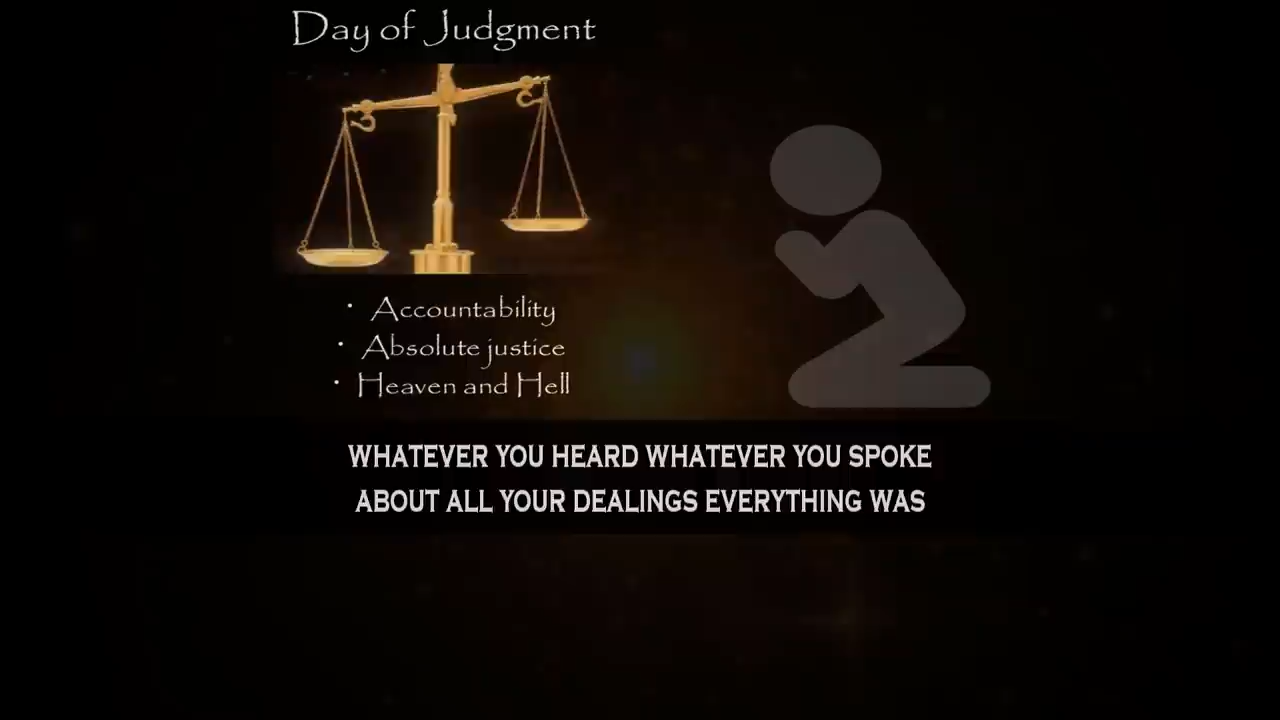 Day of Judgment
· Accountability
· Absolute justice
· Heaven and Hell
WHATEVER YOU HEARD WHATEVER YOU SPOKE
ABOUT ALL YOUR DEALINGS EVERYTHING WAS